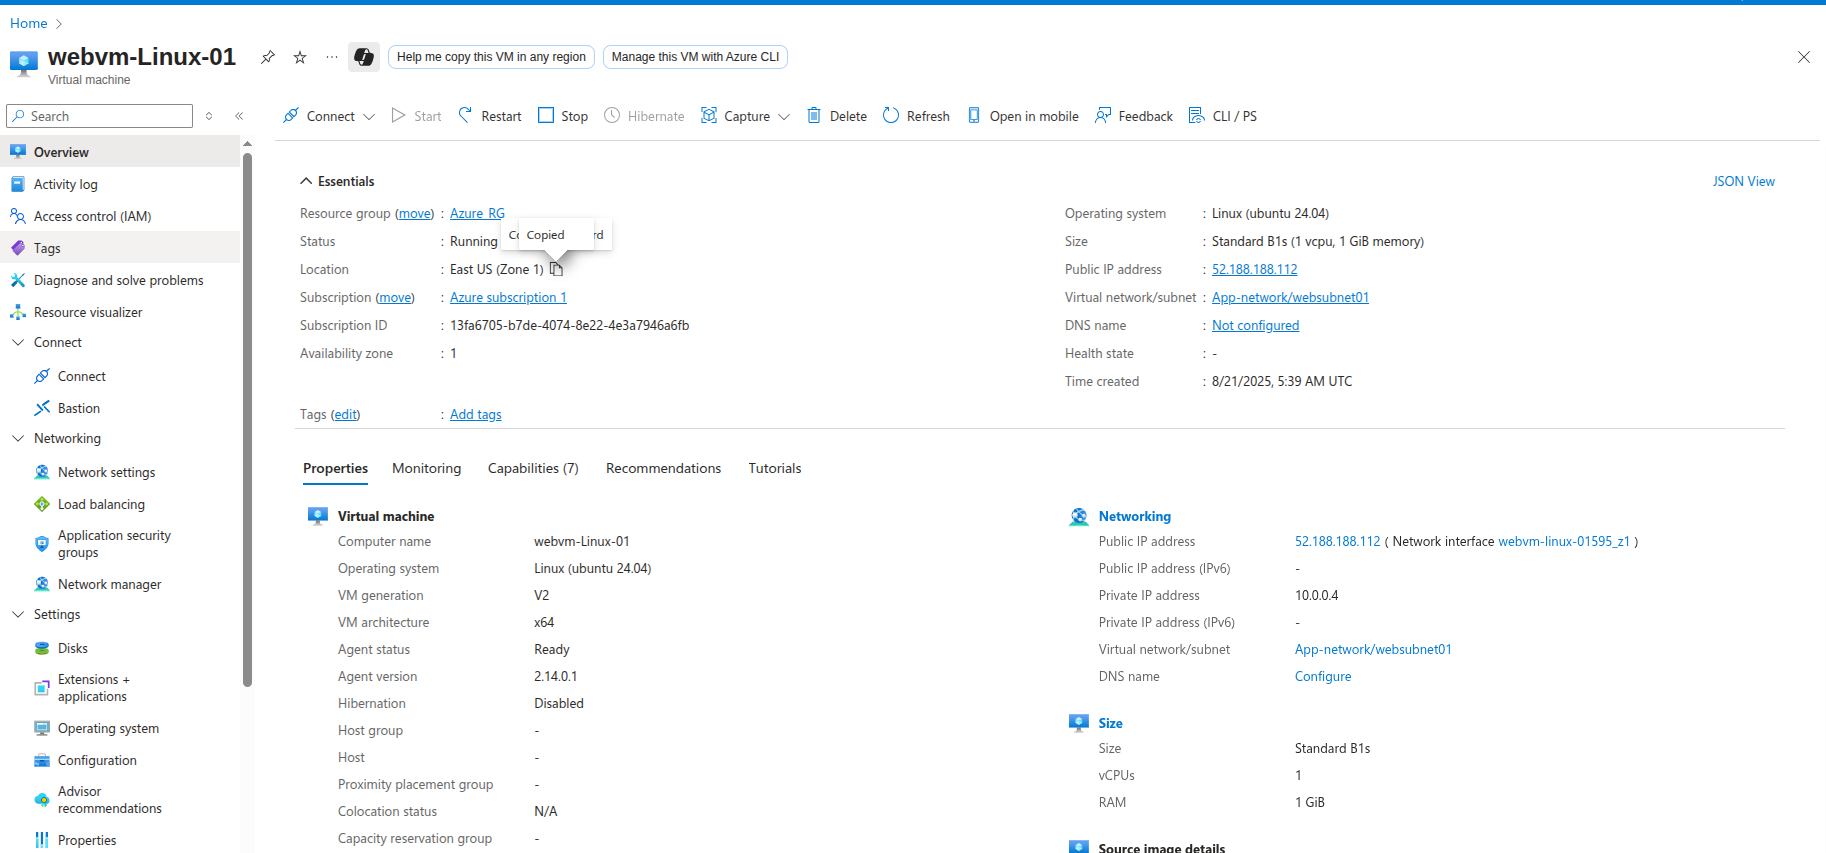 Home
webvm-Linux-01
Virtual machine
Help me copy this VM in any region
Manage this VM with Azure CLI
Search
Connect
Start
Restart
Stop
Hibernate
Capture
Delete
Refresh
Open in mobile
Feedback
CLI / PS
Overview
Activity log
Access control (IAM)
Tags
Diagnose and solve problems
Resource visualizer
Connect
Connect
Bastion
Networking
Network settings
Load balancing
Application security
groups
Network manager
Settings
Disks
Extensions +
applications
Operating system
Configuration
Advisor
recommendations
Properties
Essentials
JSON View
Resource group (move) : Azure_RG
Status : Running
Copied
Location : East US (Zone 1)
Subscription (move) : Azure subscription 1
Subscription ID : 13fa6705-b7de-4074-8e22-4e3a7946a6fb
Availability zone : 1
Operating system : Linux (ubuntu 24.04)
Size : Standard B1s (1 vcpu, 1 GiB memory)
Public IP address : 52.188.188.112
Virtual network/subnet : App-network/websubnet01
DNS name : Not configured
Health state : -
Time created : 8/21/2025, 5:39 AM UTC
Tags (edit) : Add tags
Properties
Monitoring
Capabilities (7)
Recommendations
Tutorials
Virtual machine
Computer name webvm-Linux-01
Operating system Linux (ubuntu 24.04)
VM generation V2
VM architecture x64
Agent status Ready
Agent version 2.14.0.1
Hibernation Disabled
Host group -
Host -
Proximity placement group -
Colocation status N/A
Capacity reservation group -
Networking
Public IP address 52.188.188.112 ( Network interface webvm-linux-01595_z1 )
Public IP address (IPv6) -
Private IP address 10.0.0.4
Private IP address (IPv6) -
Virtual network/subnet App-network/websubnet01
DNS name Configure
Size
Size Standard B1s
vCPUs 1
RAM 1 GiB
Source image details